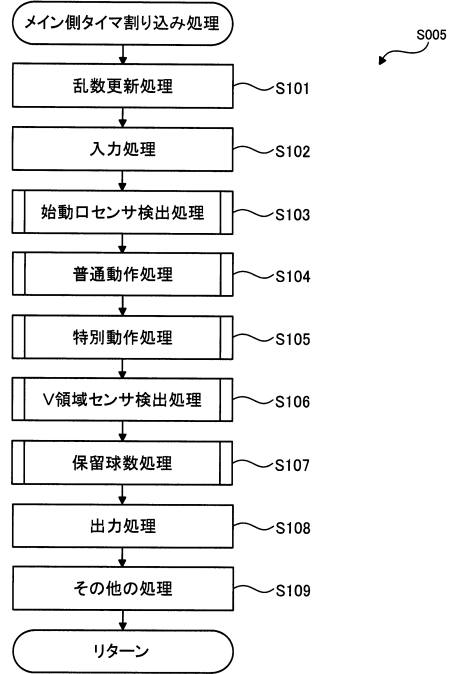 メイン側タイマ割り込み処理
S005
乱数更新処理
S101
入力処理
S102
始動口センサ検出処理
S103
普通動作処理
S104
特別動作処理
S105
V領域センサ検出処理
S106
保留球数処理
S107
出力処理
S108
その他の処理
S109
リターン